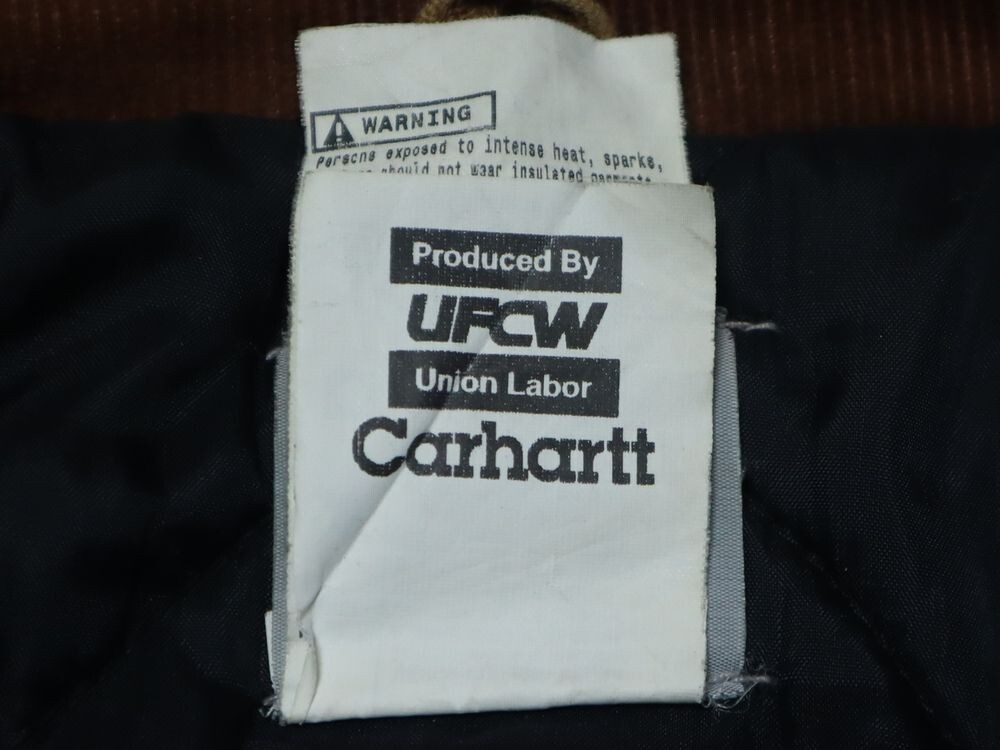 WARNING
Persons exposed to intense heat, sparks,
should not wear insulated garments
Produced By
UFCW
Union Labor
Carhartt